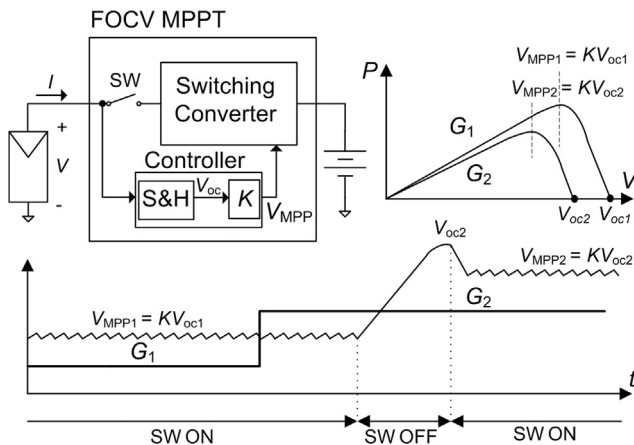 FOCV MPPT
I
SW
Switching
Converter
+
V
-
Controller
S&H
Voc
K
VMPP
P
VMPP1 = KVoc1
VMPP2 = KVoc2
G1
G2
V
Voc2
Voc1
Voc2
VMPP2 = KVoc2
VMPP1 = KVoc1
G2
G1
t
SW ON
SW OFF
SW ON